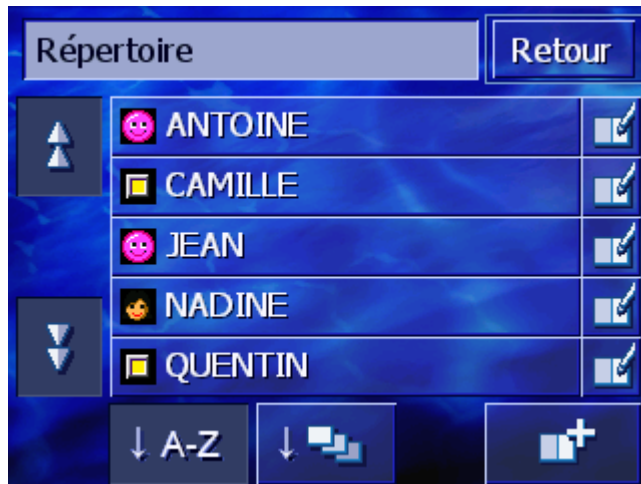 Répertoire
Retour
ANTOINE
CAMILLE
JEAN
NADINE
QUENTIN
↓ A-Z